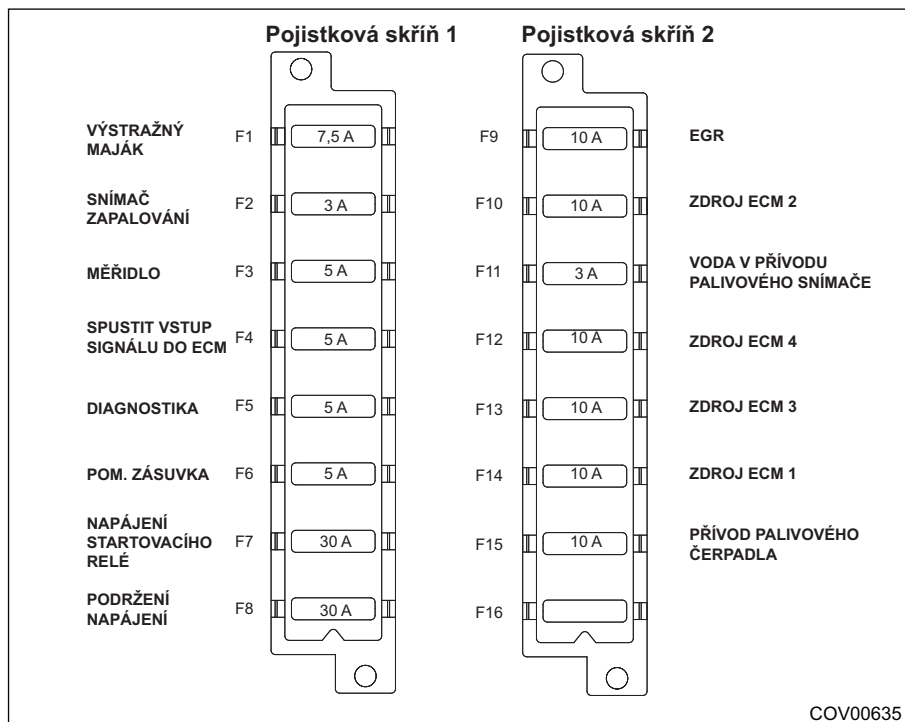 Pojistková skříň 1
VÝSTRAŽNÝ
MAJÁK
F1
7,5 A
SNÍMAČ
ZAPALOVÁNÍ
F2
3 A
MĚŘIDLO
F3
5 A
SPUSTIT VSTUP
SIGNÁLU DO ECM
F4
5 A
DIAGNOSTIKA
F5
5 A
POM. ZÁSUVKA
F6
5 A
NAPÁJENÍ
STARTOVACÍHO
RELÉ
F7
30 A
PODRŽENÍ
NAPÁJENÍ
F8
30 A
Pojistková skříň 2
F9
10 A
EGR
F10
10 A
ZDROJ ECM 2
F11
3 A
VODA V PŘÍVODU
PALIVOVÉHO SNÍMAČE
F12
10 A
ZDROJ ECM 4
F13
10 A
ZDROJ ECM 3
F14
10 A
ZDROJ ECM 1
F15
10 A
PŘÍVOD PALIVOVÉHO
ČERPADLA
F16
COV00635